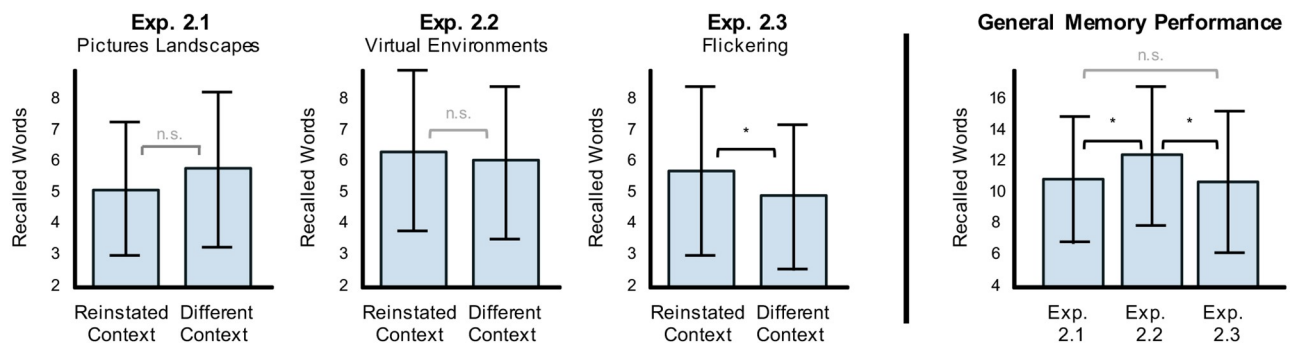 Exp. 2.1
Pictures Landscapes
Recalled Words
8
7
6
5
4
3
2
n.s.
Reinstated Different
Context Context
Exp. 2.2
Virtual Environments
Recalled Words
8
7
6
5
4
3
2
n.s.
Reinstated Different
Context Context
Exp. 2.3
Flickering
Recalled Words
8
7
6
5
4
3
2
*
Reinstated Different
Context Context
General Memory Performance
Recalled Words
n.s.
16
14
12
10
8
6
4
* *
Exp. Exp. Exp.
2.1 2.2 2.3